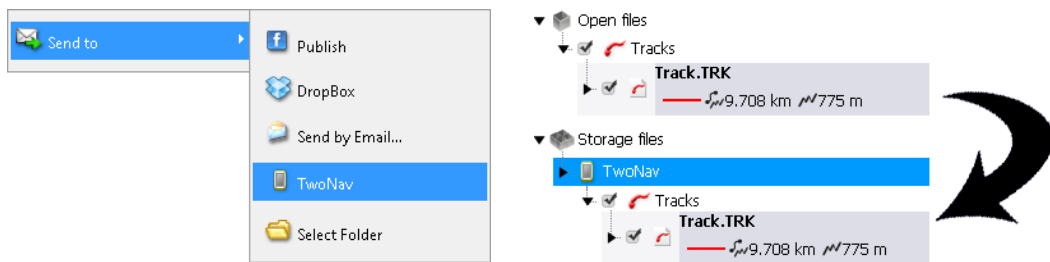 Send to
Publish
DropBox
Send by Email...
TwoNav
Select Folder
Open files
Tracks
Track.TRK
9.708 km 775 m
Storage files
TwoNav
Tracks
Track.TRK
9.708 km 775 m